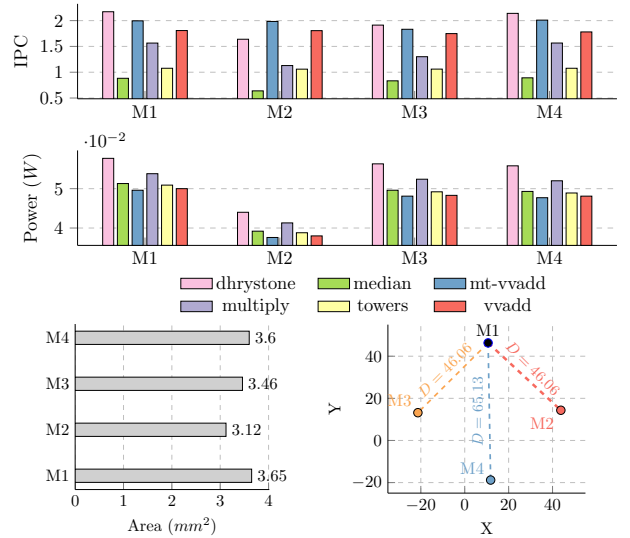 IPC
2
1.5
1
0.5
M1 M2 M3 M4
·10⁻²
Power (W)
5
4
M1 M2 M3 M4
dhrystone median mt-vvadd
multiply towers vvadd
M4 3.6
M3 3.46
M2 3.12
M1 3.65
0 1 2 3 4
Area (mm²)
Y
40
20
0
−20
M1
D = 46.06
D = 46.06
M3
D = 65.13
M2
M4
−20 0 20 40
X